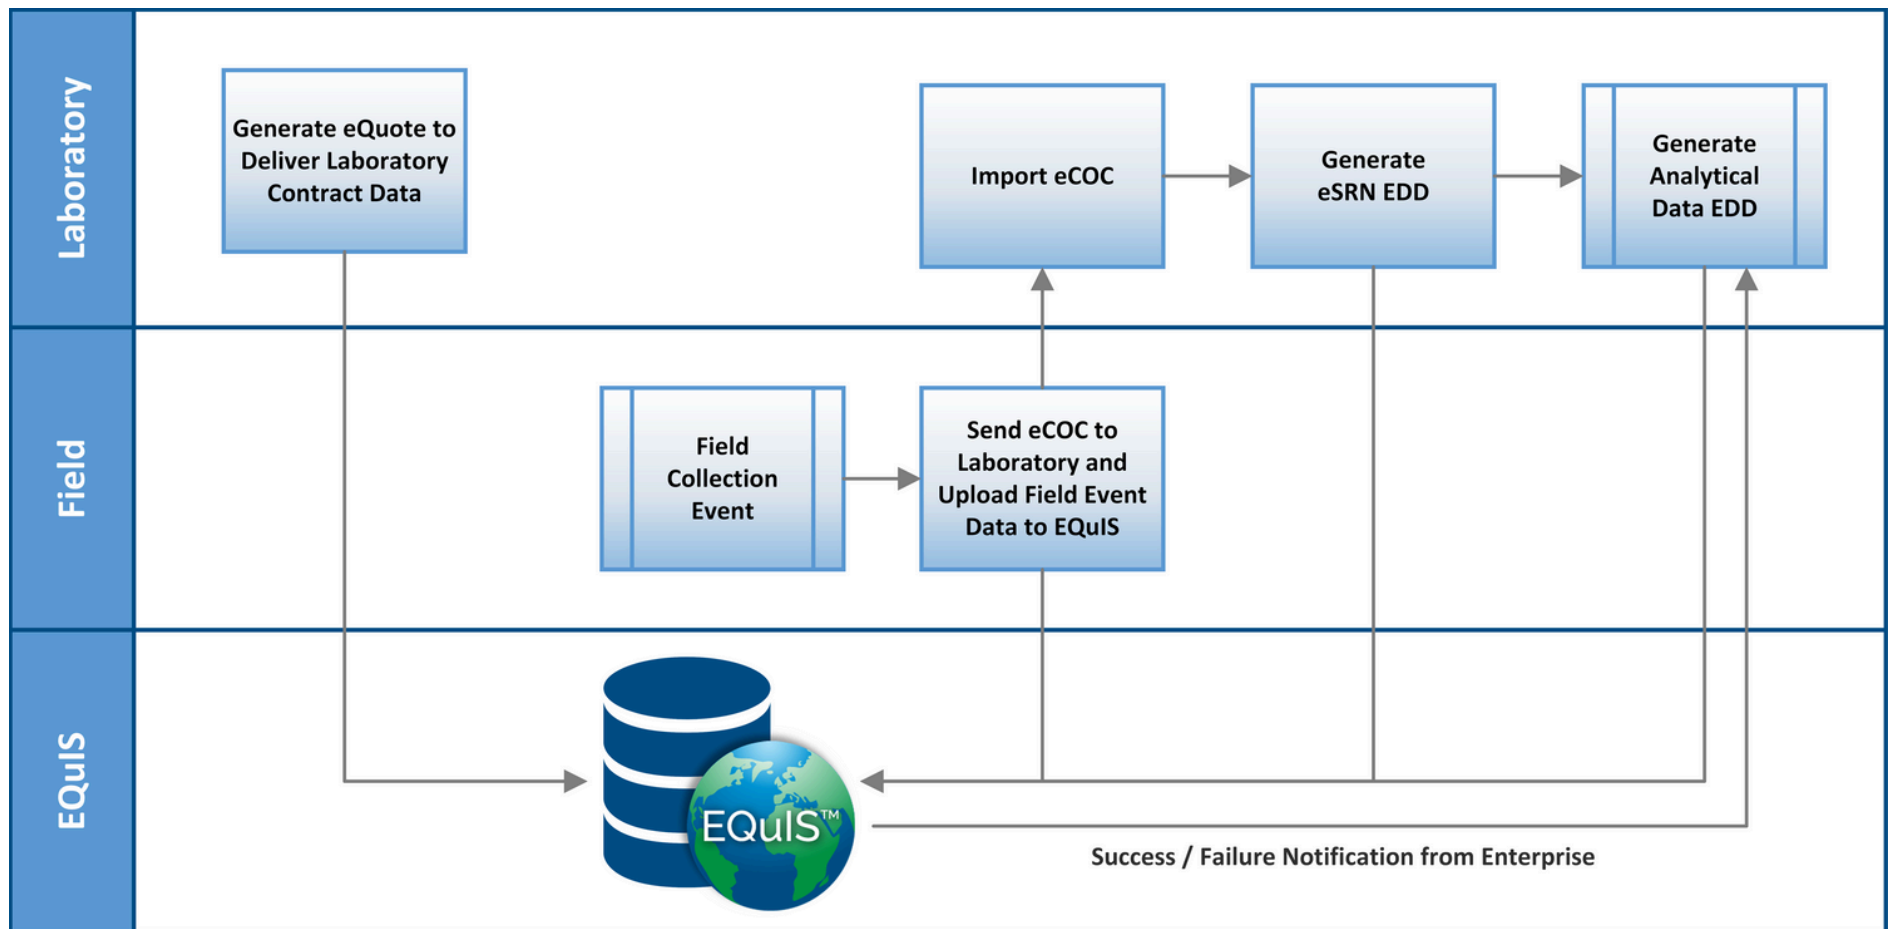 Laboratory
Generate eQuote to
Deliver Laboratory
Contract Data
Import eCOC
Generate
eSRN EDD
Generate
Analytical
Data EDD
Field
Field
Collection
Event
Send eCOC to
Laboratory and
Upload Field Event
Data to EQuIS
EQuIS
EQuIS™
Success / Failure Notification from Enterprise